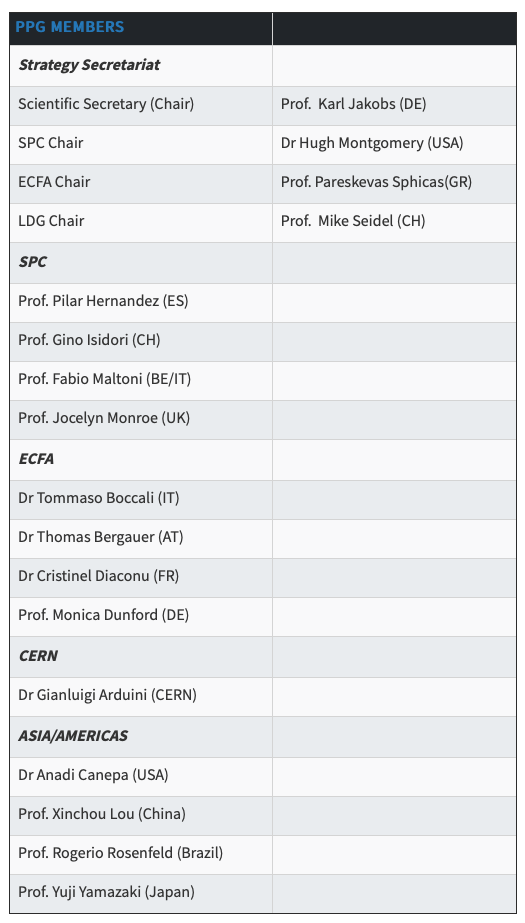 PPG MEMBERS
Strategy Secretariat
Scientific Secretary (Chair) Prof. Karl Jakobs (DE)
SPC Chair Dr Hugh Montgomery (USA)
ECFA Chair Prof. Pareskevas Sphicas(GR)
LDG Chair Prof. Mike Seidel (CH)
SPC
Prof. Pilar Hernandez (ES)
Prof. Gino Isidori (CH)
Prof. Fabio Maltoni (BE/IT)
Prof. Jocelyn Monroe (UK)
ECFA
Dr Tommaso Boccali (IT)
Dr Thomas Bergauer (AT)
Dr Cristinel Diaconu (FR)
Prof. Monica Dunford (DE)
CERN
Dr Gianluigi Arduini (CERN)
ASIA/AMERICAS
Dr Anadi Canepa (USA)
Prof. Xinchou Lou (China)
Prof. Rogerio Rosenfeld (Brazil)
Prof. Yuji Yamazaki (Japan)